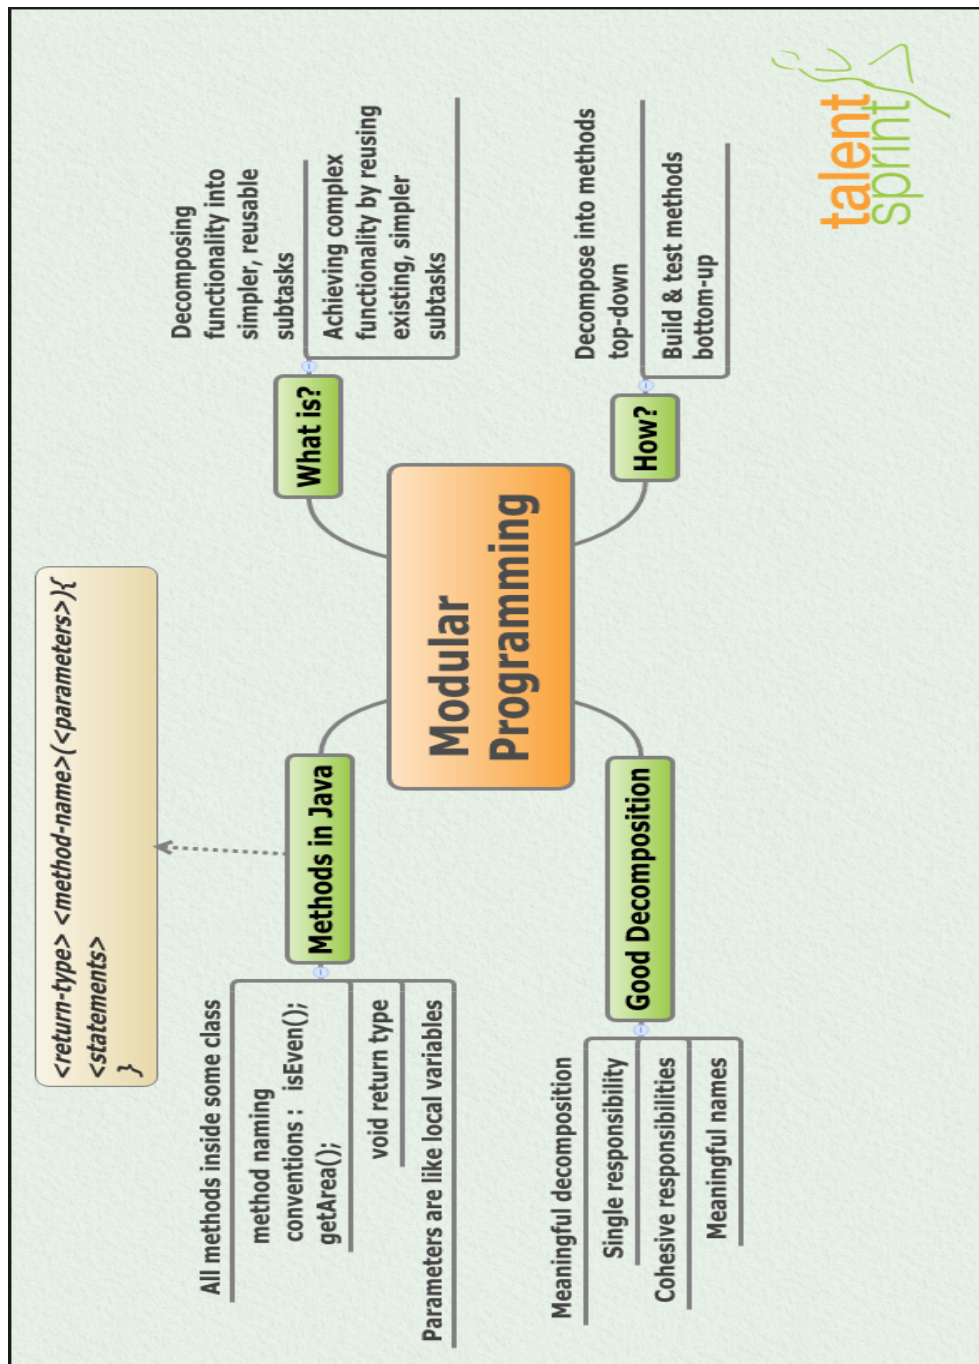 <return-type> <method-name>(<parameters>){
<statements>
}
All methods inside some class
method naming
conventions : isEven();
getArea();
void return type
Parameters are like local variables
Methods in Java
What is?
Decomposing
functionality into
simpler, reusable
subtasks
Achieving complex
functionality by reusing
existing, simpler
subtasks
Modular
Programming
Meaningful decomposition
Single responsibility
Cohesive responsibilities
Meaningful names
Good Decomposition
How?
Decompose into methods
top-down
Build & test methods
bottom-up
talent
sprint